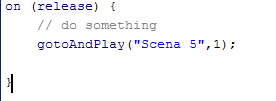 on (release) {
// do something
gotoAndPlay("Scena 5",1);
}